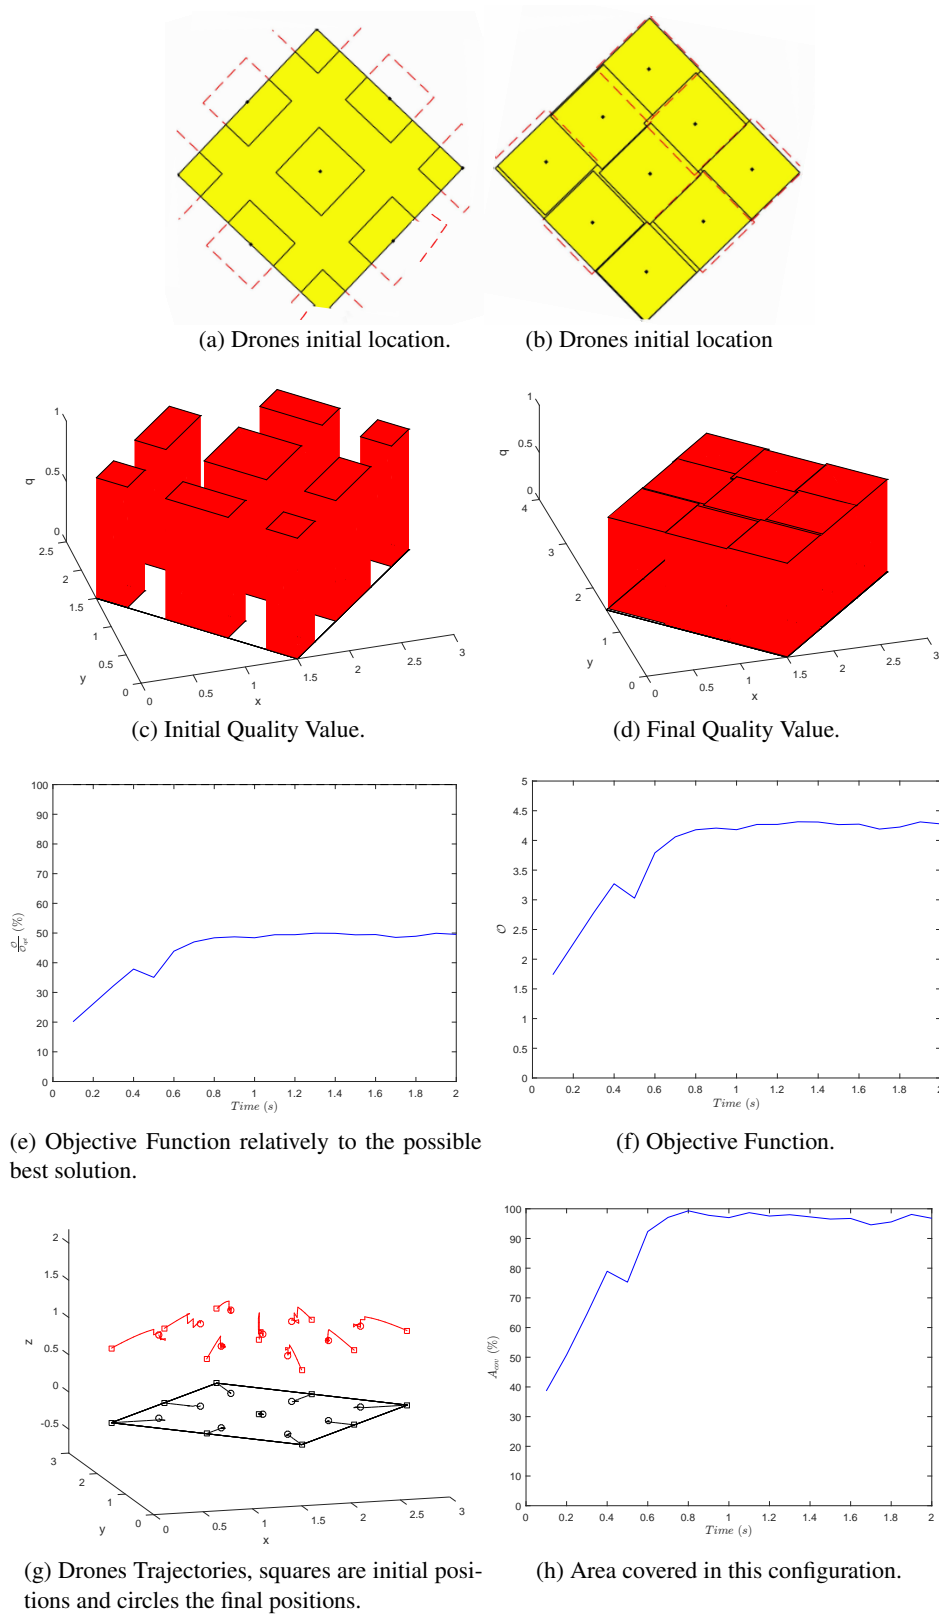 (a) Drones initial location.
(b) Drones initial location
1
0.5
0
q
2.5
2
1.5
1
0.5
0
y
0
0.5
1
1.5
2
2.5
3
x
(c) Initial Quality Value.
1
0.5
0
q
4
3
2
1
0
y
0
0.5
1
1.5
2
2.5
3
x
(d) Final Quality Value.
100
90
80
70
60
50
40
30
20
10
0
O/O_opt (%)
0 0.2 0.4 0.6 0.8 1 1.2 1.4 1.6 1.8 2
Time (s)
(e) Objective Function relatively to the possible
best solution.
5
4.5
4
3.5
3
2.5
2
1.5
1
0.5
0
O
0 0.2 0.4 0.6 0.8 1 1.2 1.4 1.6 1.8 2
Time (s)
(f) Objective Function.
2
1.5
1
0.5
0
-0.5
z
3
2
1
0
y
0
0.5
1
1.5
2
2.5
3
x
(g) Drones Trajectories, squares are initial posi-
tions and circles the final positions.
100
90
80
70
60
50
40
30
20
10
0
A_cov (%)
0 0.2 0.4 0.6 0.8 1 1.2 1.4 1.6 1.8 2
Time (s)
(h) Area covered in this configuration.